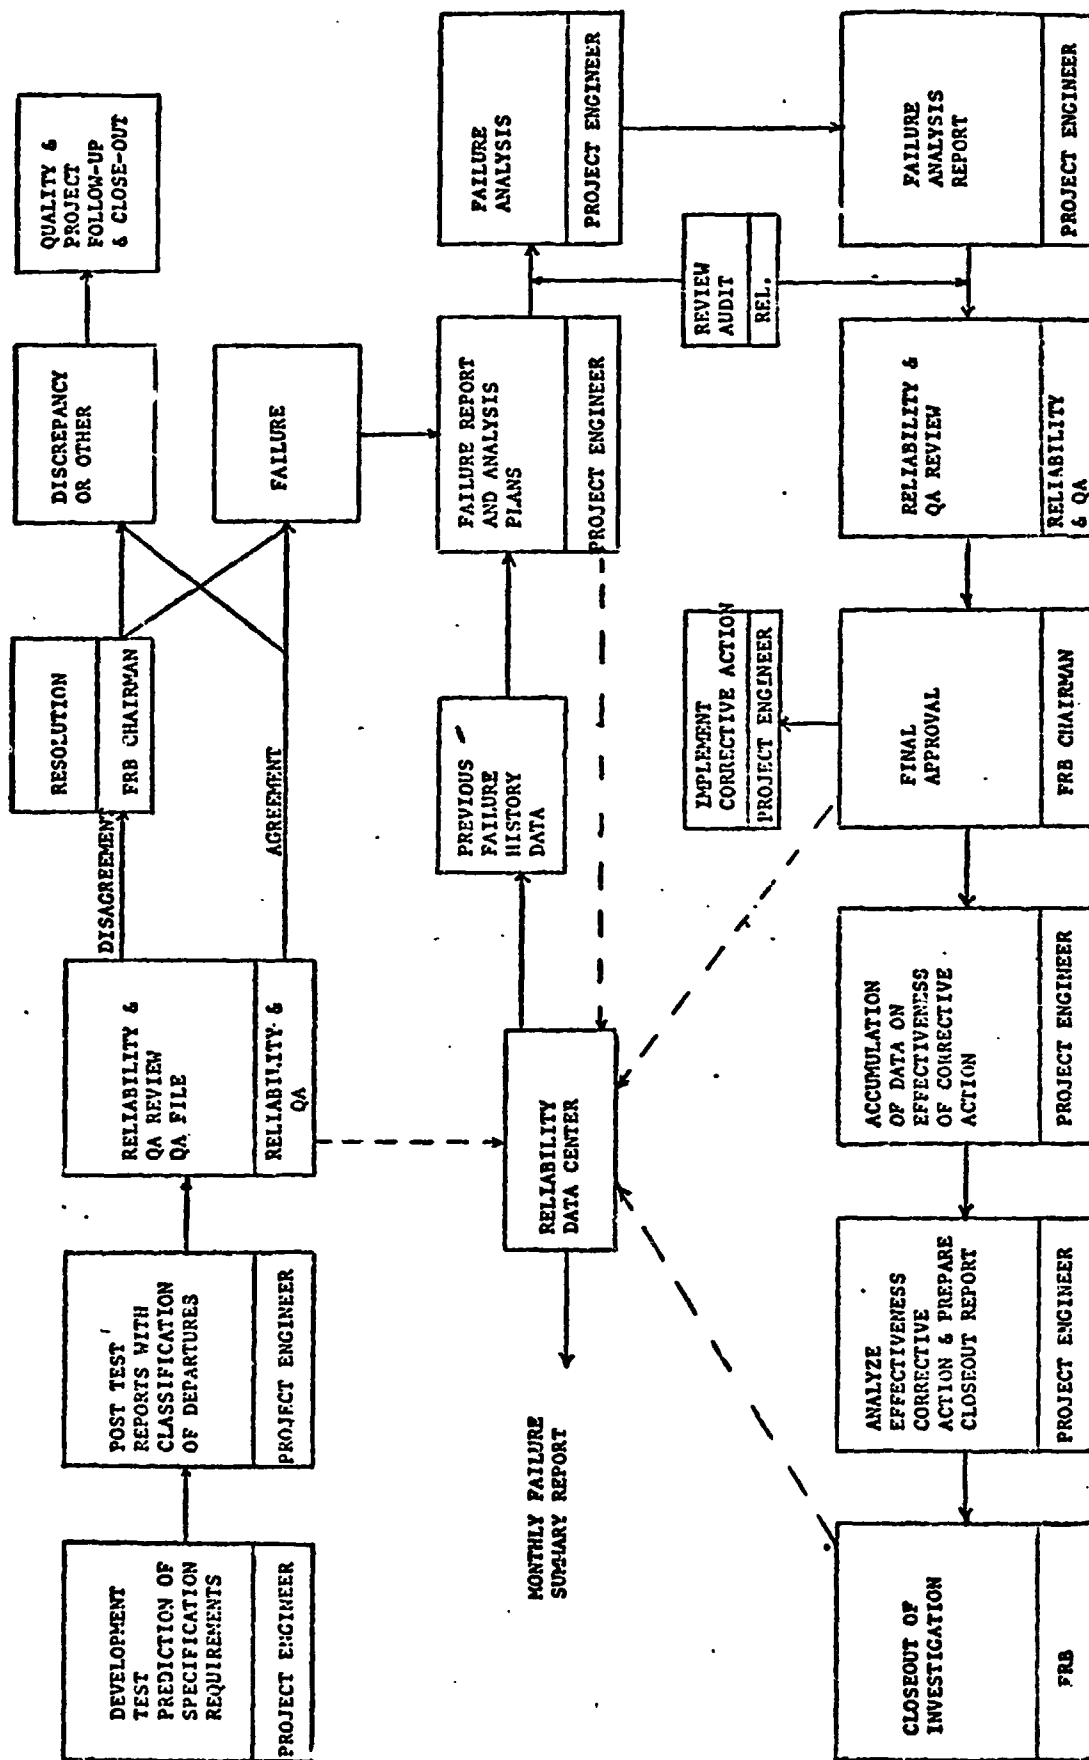 DEVELOPMENT
TEST
PREDICTION OF
SPECIFICATION
REQUIREMENTS
PROJECT ENGINEER
POST TEST
REPORTS WITH
CLASSIFICATION
OF DEPARTURES
PROJECT ENGINEER
RELIABILITY &
QA REVIEW
QA FILE
RELIABILITY &
QA
DISAGREEMENT
AGREEMENT
RESOLUTION
FRB CHAIRMAN
DISCREPANCY
OR OTHER
QUALITY &
PROJECT
FOLLOW-UP
& CLOSE-OUT
FAILURE
MONTHLY FAILURE
SUMMARY REPORT
RELIABILITY
DATA CENTER
PREVIOUS
FAILURE
HISTORY
DATA
FAILURE REPORT
AND ANALYSIS
PLANS
PROJECT ENGINEER
FAILURE
ANALYSIS
PROJECT ENGINEER
REVIEW
AUDIT
REL.
IMPLEMENT
CORRECTIVE ACTION
PROJECT ENGINEER
CLOSEOUT OF
INVESTIGATION
FRB
ANALYZE
EFFECTIVENESS
CORRECTIVE
ACTION & PREPARE
CLOSEOUT REPORT
PROJECT ENGINEER
ACCUMULATION
OF DATA ON
EFFECTIVENESS
OF CORRECTIVE
ACTION
PROJECT ENGINEER
FINAL
APPROVAL
FRB CHAIRMAN
RELIABILITY &
QA REVIEW
RELIABILITY
& QA
FAILURE
ANALYSIS
REPORT
PROJECT ENGINEER